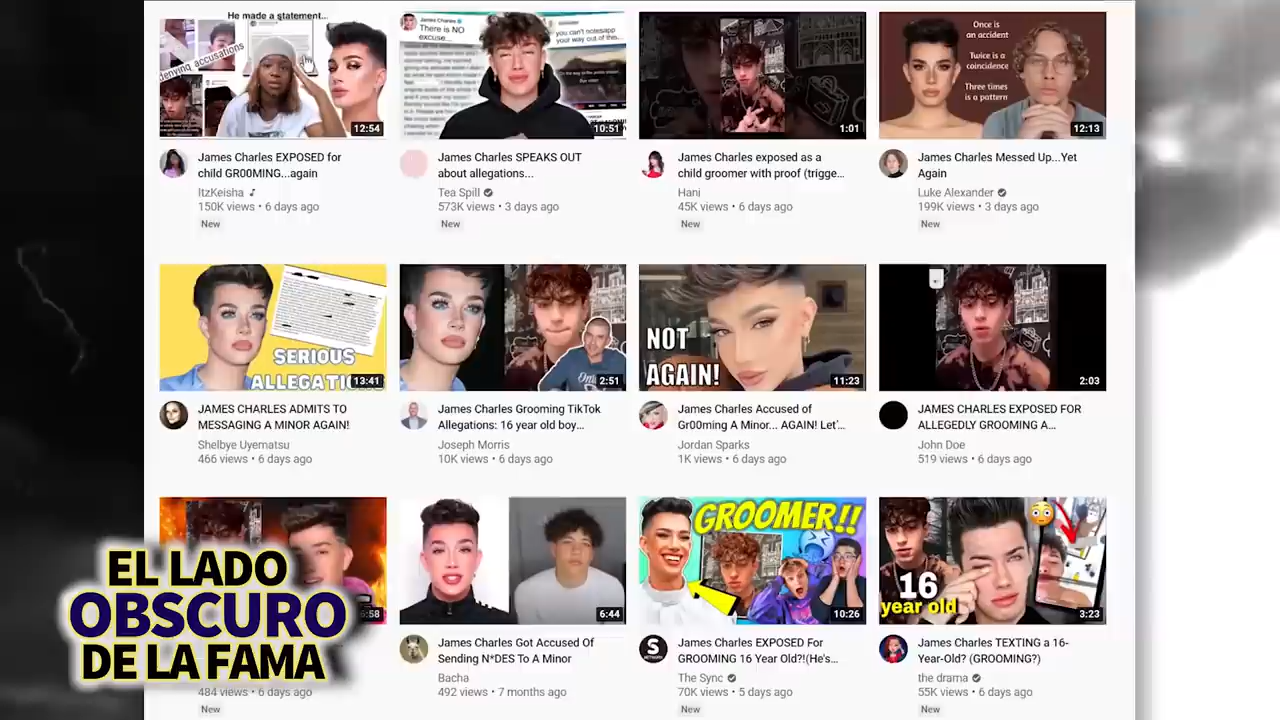 He made a statement...
denying accusations
12:54
James Charles
There is NO
excuse...
you can't notesapp
your way out of this...
10:51
1:01
Once is
an accident
Twice is a
coincidence
Three times
is a pattern
12:13
James Charles EXPOSED for
child GR00MING...again
ItzKeisha
150K views • 6 days ago
New
James Charles SPEAKS OUT
about allegations...
Tea Spill
573K views • 3 days ago
New
James Charles exposed as a
child groomer with proof (trigge...
Hani
45K views • 6 days ago
New
James Charles Messed Up...Yet
Again
Luke Alexander
199K views • 3 days ago
New
SERIOUS
ALLEGATI
13:41
2:51
NOT
AGAIN!
11:23
2:03
JAMES CHARLES ADMITS TO
MESSAGING A MINOR AGAIN!
Shelbye Uyematsu
466 views • 6 days ago
James Charles Grooming TikTok
Allegations: 16 year old boy...
Joseph Morris
10K views • 6 days ago
James Charles Accused of
Gr00ming A Minor... AGAIN! Let'...
Jordan Sparks
1K views • 6 days ago
JAMES CHARLES EXPOSED FOR
ALLEGEDLY GROOMING A...
John Doe
519 views • 6 days ago
6:58
6:44
GROOMER!!
10:26
16
year old
3:23
EL LADO
OBSCURO
DE LA FAMA
484 views • 6 days ago
New
James Charles Got Accused Of
Sending N*DES To A Minor
Bacha
492 views • 7 months ago
James Charles EXPOSED For
GROOMING 16 Year Old?!(He's...
The Sync
70K views • 5 days ago
New
James Charles TEXTING a 16-
Year-Old? (GROOMING?)
the drama
55K views • 6 days ago
New